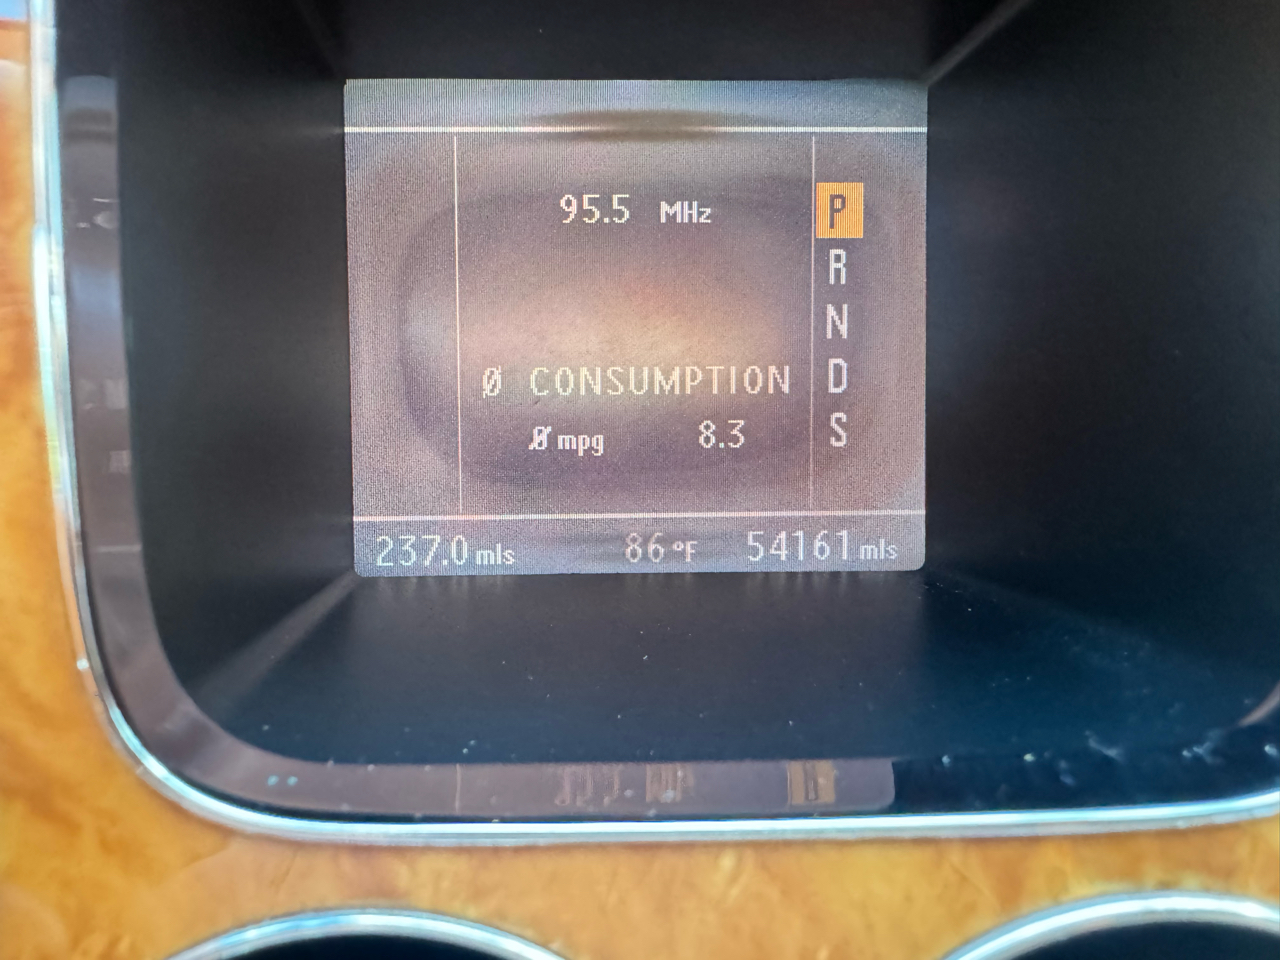 95.5 MHz
P
R
N
D
S
Ø CONSUMPTION
Ø mpg 8.3
237.0 mls 86 °F 54161 mls